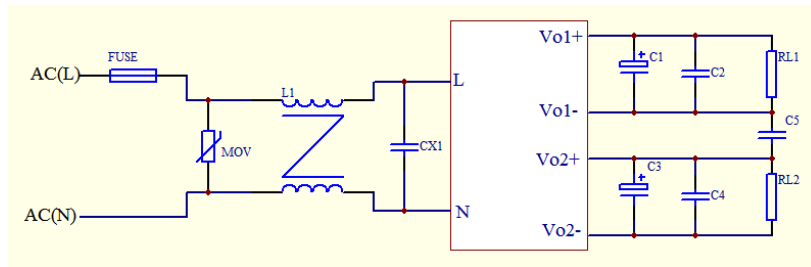 FUSE
AC(L)
L1
MOV
CX1
AC(N)
L
N
Vo1+
C1
C2
RL1
Vo1-
C5
Vo2+
C3
C4
RL2
Vo2-